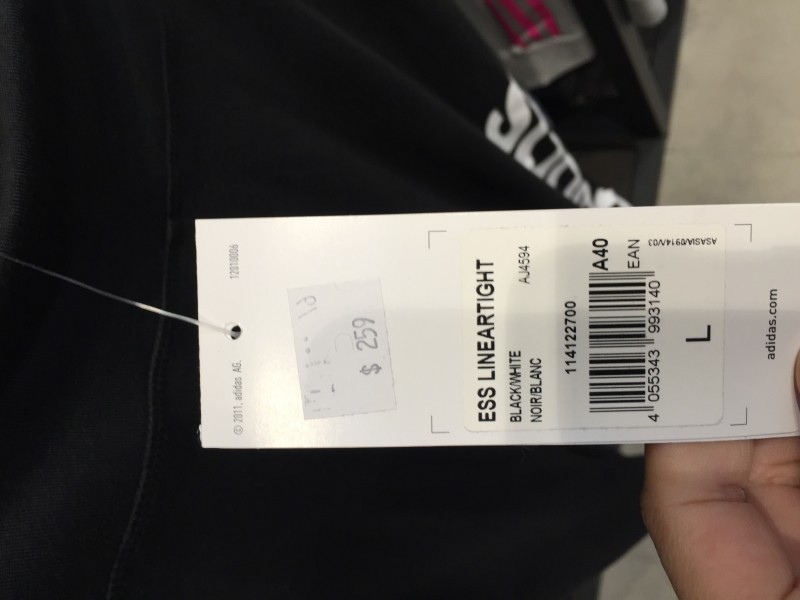 12010006
© 2011, adidas AG.
$ 259
ESS LINEARTIGHT
AJ4594
BLACK/WHITE
NOIR/BLANC
114122700
A40
EAN
ASASIA/0914/V03
4 055343 993140
L
adidas.com